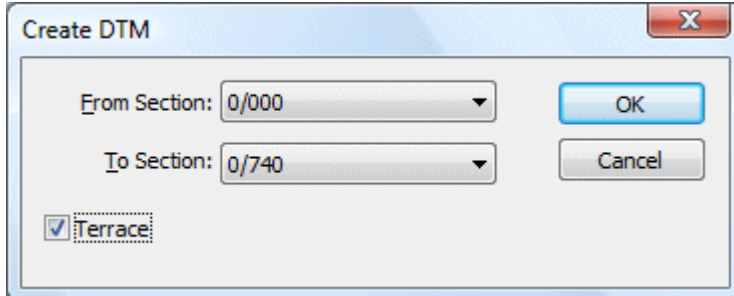 Create DTM
From Section: 0/000
OK
To Section: 0/740
Cancel
Terrace